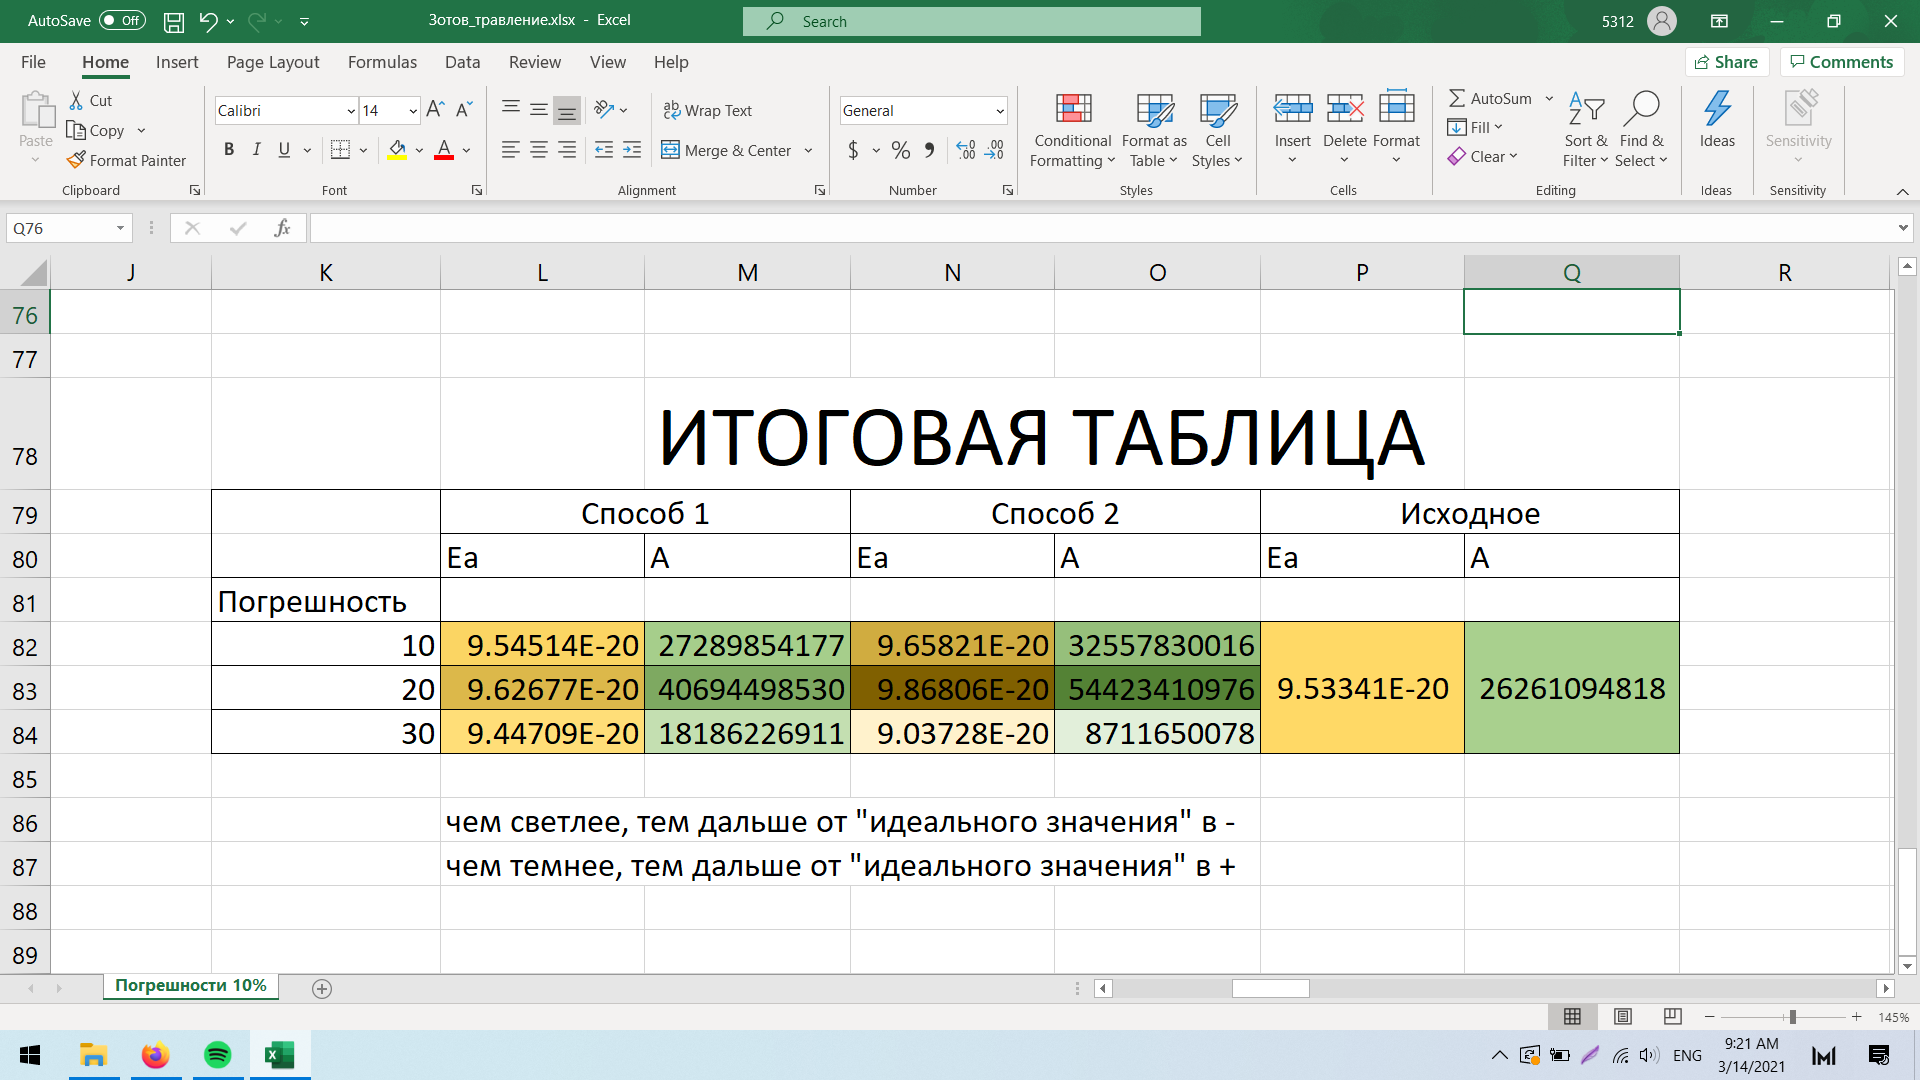 AutoSave Off Зотов_травление.xlsx - Excel Search 5312
File Home Insert Page Layout Formulas Data Review View Help Share Comments
Paste Cut Copy Format Painter Clipboard
Calibri 14 A A B I U A Font
ab Wrap Text Merge & Center Alignment
General $ % 9 .00 .00 Number
Conditional Formatting Format as Table Cell Styles Styles
Insert Delete Format Cells
AutoSum Fill Clear Sort & Filter Find & Select Editing
Ideas Ideas
Sensitivity Sensitivity
Q76 fx
J K L M N O P Q R
76
77
78 ИТОГОВАЯ ТАБЛИЦА
79 Способ 1 Способ 2 Исходное
80 Ea A Ea A Ea A
81 Погрешность
82 10 9.54514E-20 27289854177 9.65821E-20 32557830016
83 20 9.62677E-20 40694498530 9.86806E-20 54423410976 9.53341E-20 26261094818
84 30 9.44709E-20 18186226911 9.03728E-20 8711650078
85
86 чем светлее, тем дальше от "идеального значения" в -
87 чем темнее, тем дальше от "идеального значения" в +
88
89
Погрешности 10%
145%
ENG 9:21 AM
3/14/2021